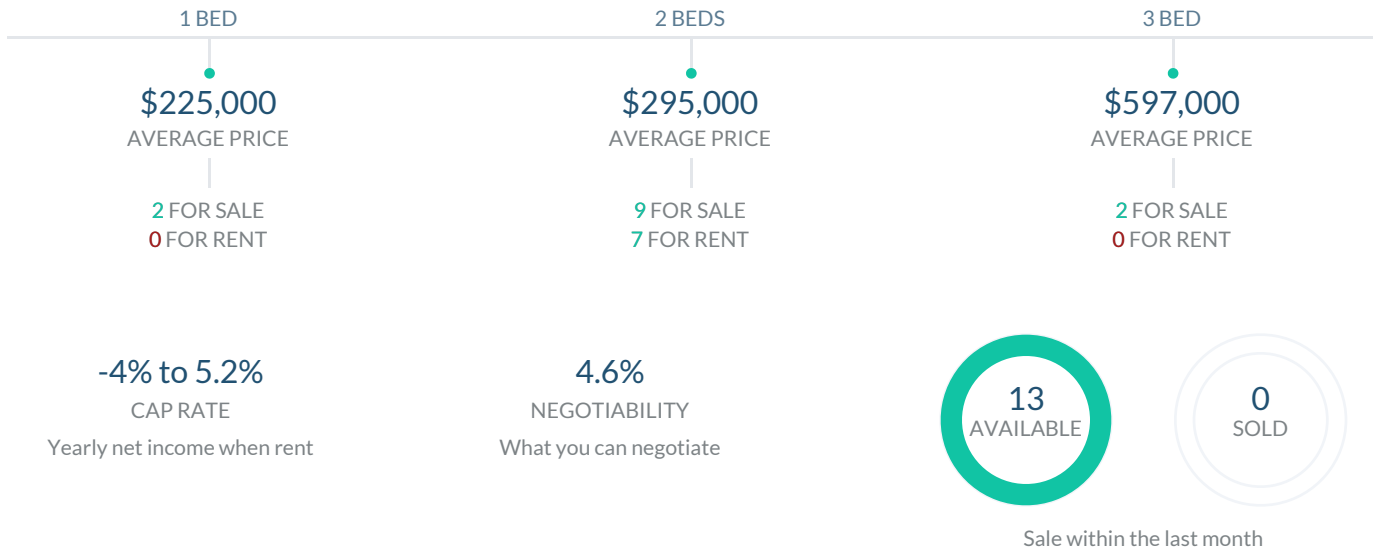 1 BED
2 BEDS
3 BED
$225,000
AVERAGE PRICE
2 FOR SALE
0 FOR RENT
$295,000
AVERAGE PRICE
9 FOR SALE
7 FOR RENT
$597,000
AVERAGE PRICE
2 FOR SALE
0 FOR RENT
-4% to 5.2%
CAP RATE
Yearly net income when rent
4.6%
NEGOTIABILITY
What you can negotiate
13
AVAILABLE
0
SOLD
Sale within the last month